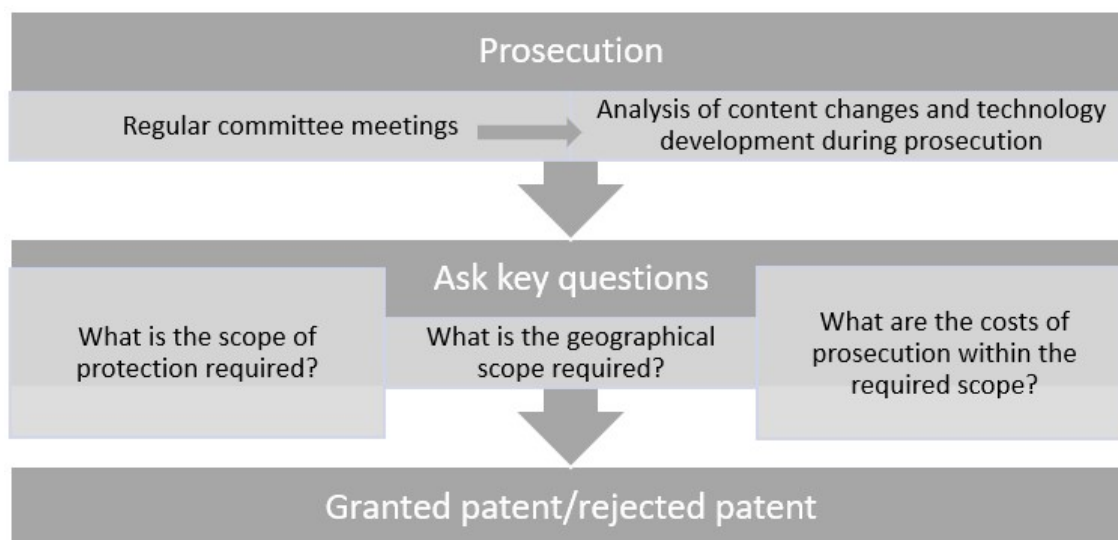 Prosecution
Regular committee meetings
Analysis of content changes and technology
development during prosecution
Ask key questions
What is the scope of
protection required?
What is the geographical
scope required?
What are the costs of
prosecution within the
required scope?
Granted patent/rejected patent